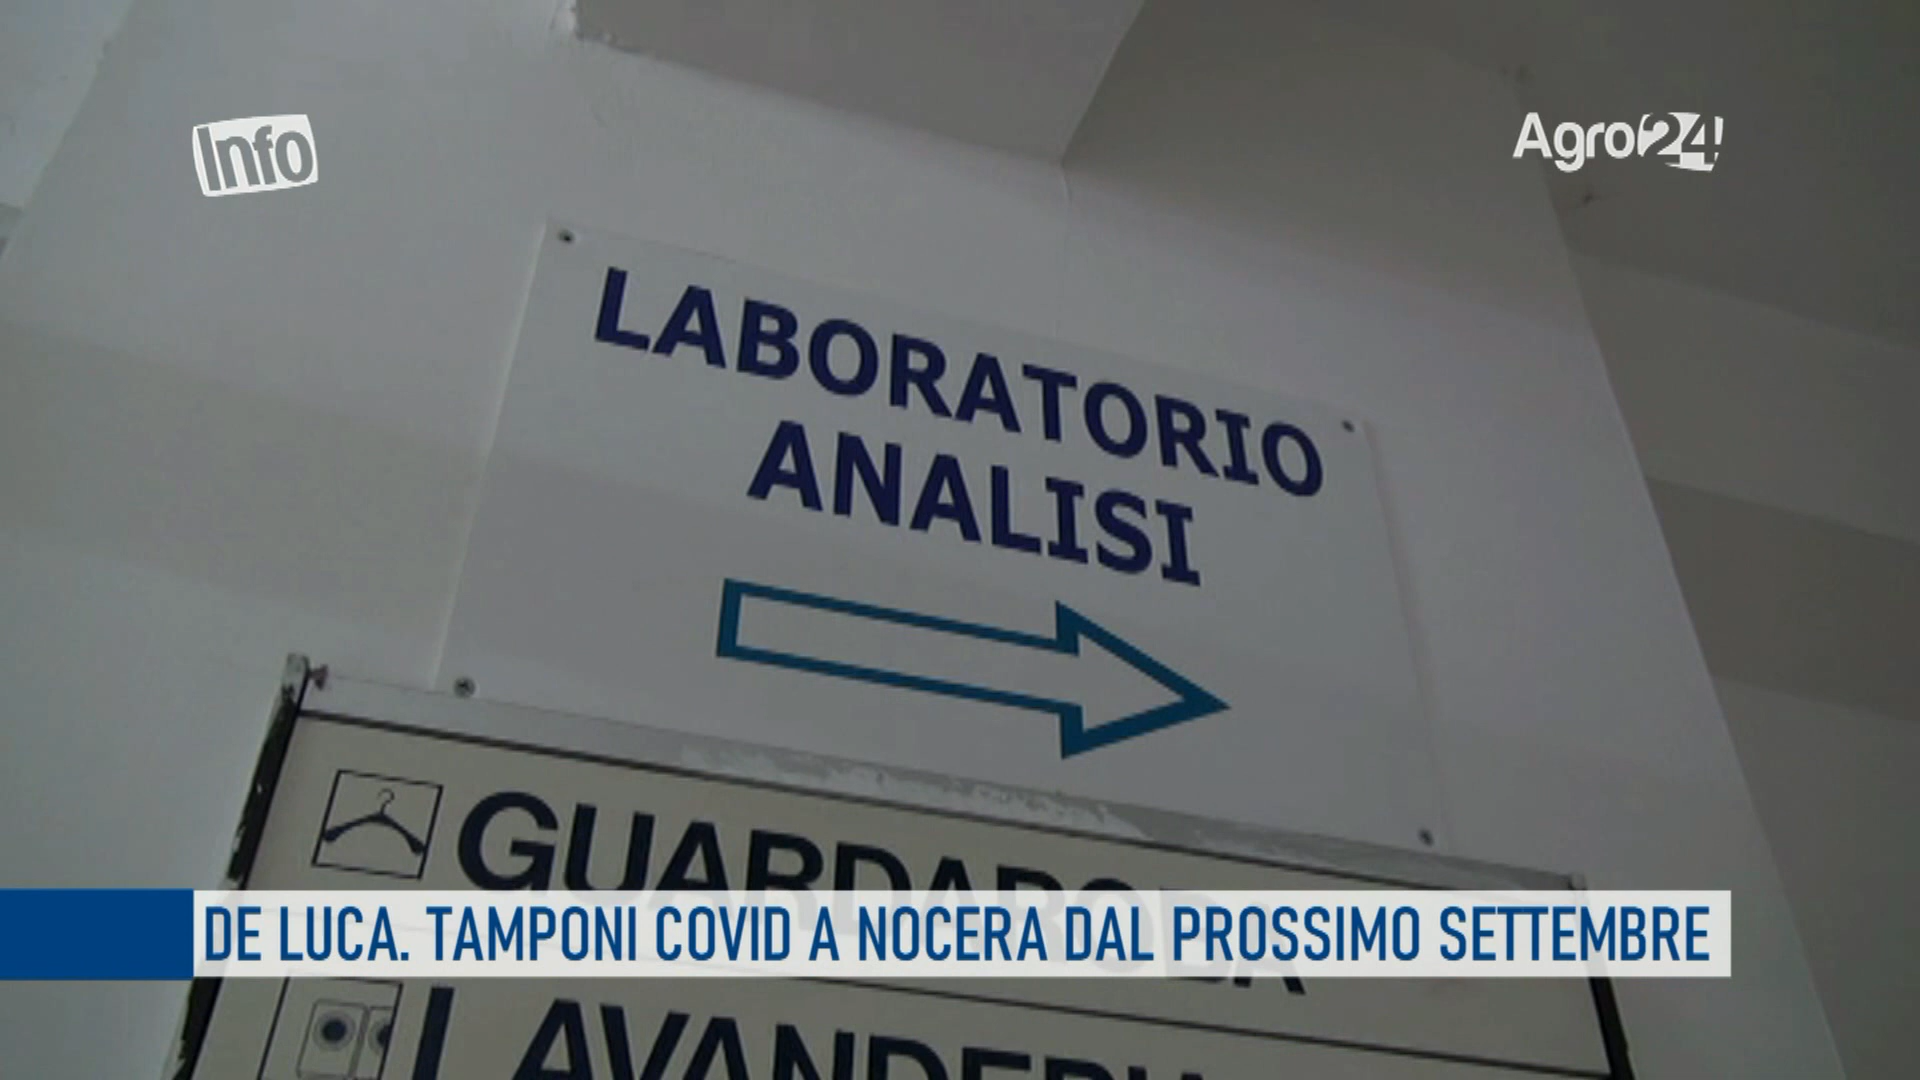 Info
Agro24!
LABORATORIO
ANALISI
GUARDAROBA
DE LUCA. TAMPONI COVID A NOCERA DAL PROSSIMO SETTEMBRE